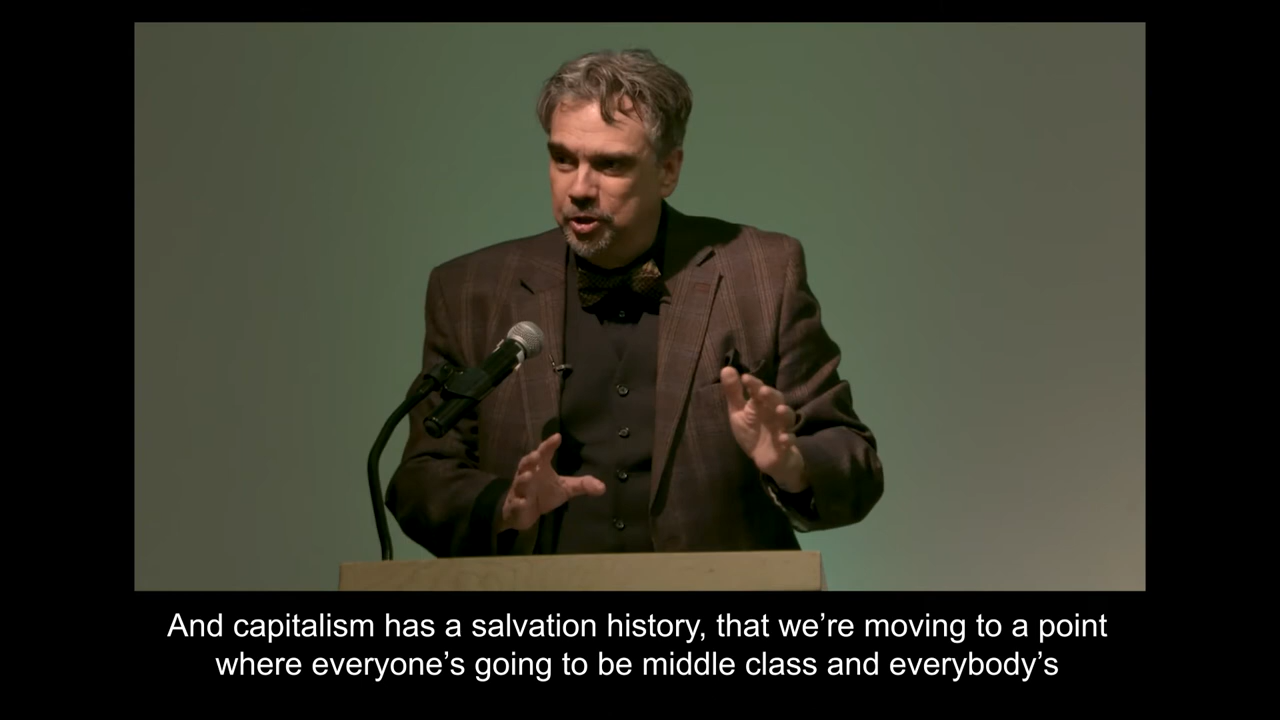 And capitalism has a salvation history, that we’re moving to a point
where everyone’s going to be middle class and everybody’s